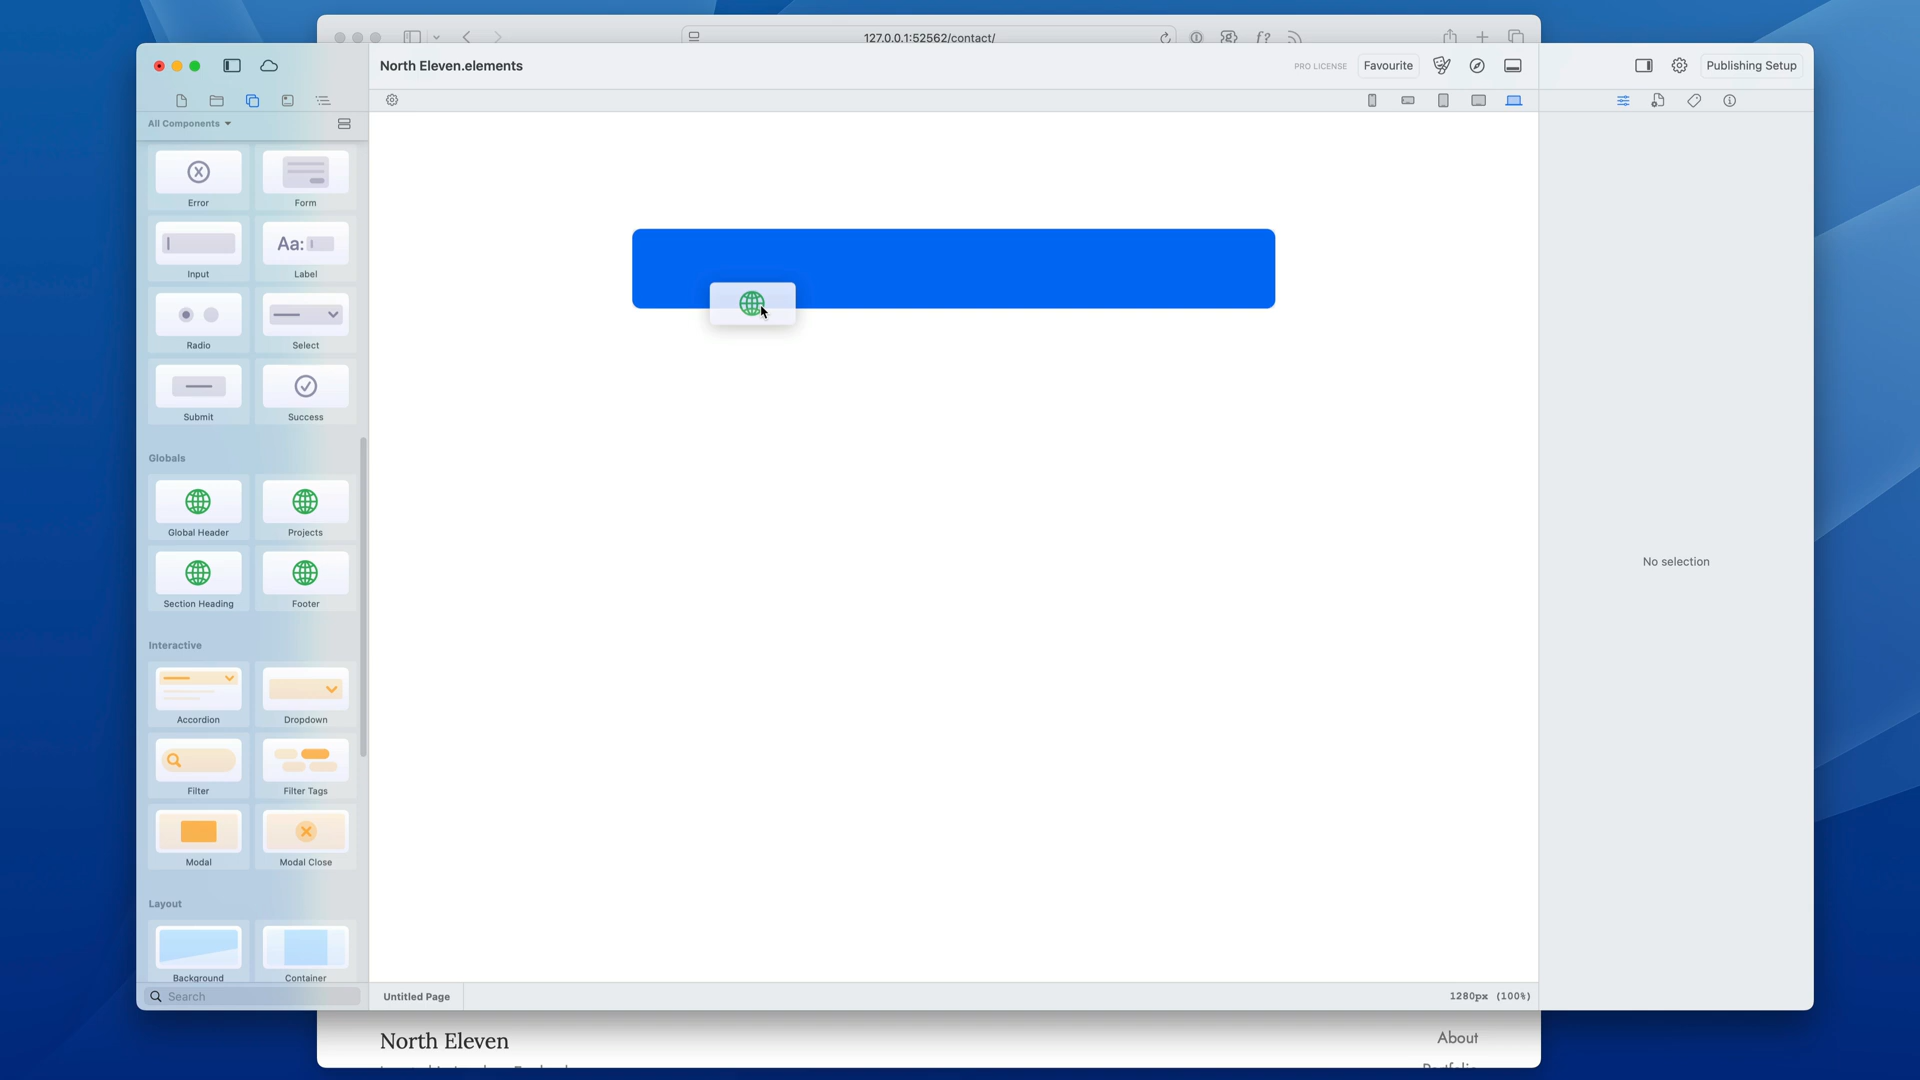 127.0.0.1:52562/contact/
North Eleven.elements
PRO LICENSE
Favourite
Publishing Setup
All Components
Error
Form
Input
Aa:
Label
Radio
Select
Submit
Success
Globals
Global Header
Projects
Section Heading
Footer
Interactive
Accordion
Dropdown
Filter
Filter Tags
Modal
Modal Close
Layout
Background
Container
Search
No selection
Untitled Page
1280px (100%)
North Eleven
About
Portfolio